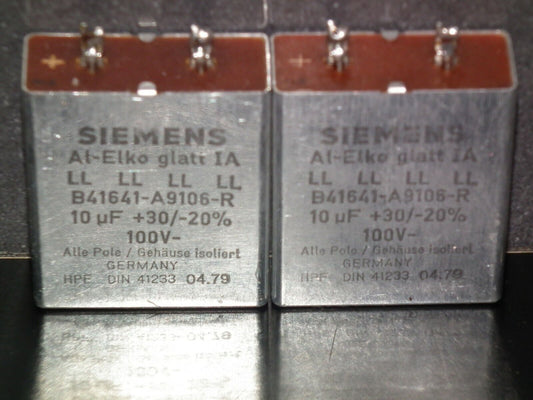 +
SIEMENS
Al-Elko glatt IA
LL LL LL LL
B41641-A9106-R
10 µF +30/-20%
100V-
Alle Pole / Gehäuse isoliert
GERMANY
HPF DIN 41233 04.79
+
SIEMENS
Al-Elko glatt IA
LL LL LL LL
B41641-A9106-R
10 µF +30/-20%
100V-
Alle Pole / Gehäuse isoliert
GERMANY
HPF DIN 41233 04.79